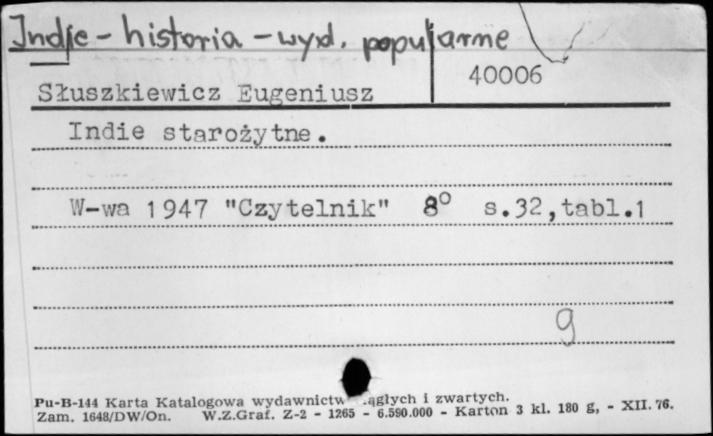 Indie - historia - wyd. popularne
40006
Słuszkiewicz Eugeniusz
Indie starożytne.
W-wa 1947 "Czytelnik" 8° s.32,tabl.1
g
Pu-B-144 Karta Katalogowa wydawnictw ciągłych i zwartych.
Zam. 1648/DW/On. W.Z.Graf. Z-2 - 1265 - 6.590.000 - Karton 3 kl. 180 g, - XII. 76.